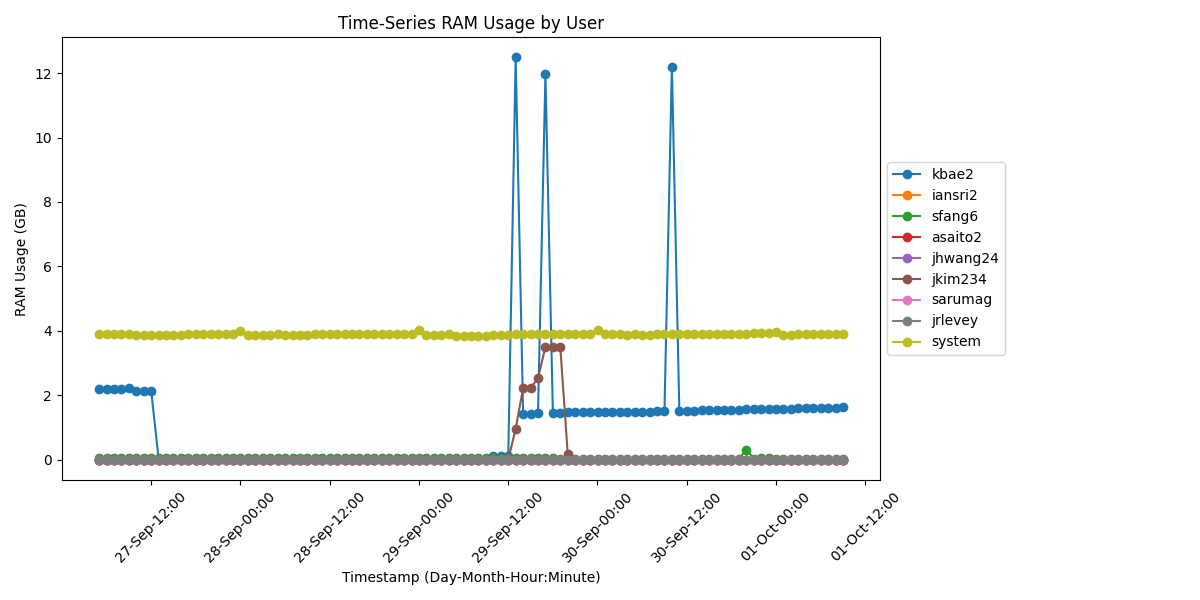 Time-Series RAM Usage by User
RAM Usage (GB)
12
10
8
6
4
2
0
27-Sep-12:00
28-Sep-00:00
28-Sep-12:00
29-Sep-00:00
29-Sep-12:00
30-Sep-00:00
30-Sep-12:00
01-Oct-00:00
01-Oct-12:00
Timestamp (Day-Month-Hour:Minute)
kbae2
iansri2
sfang6
asaito2
jhwang24
jkim234
sarumag
jrlevey
system